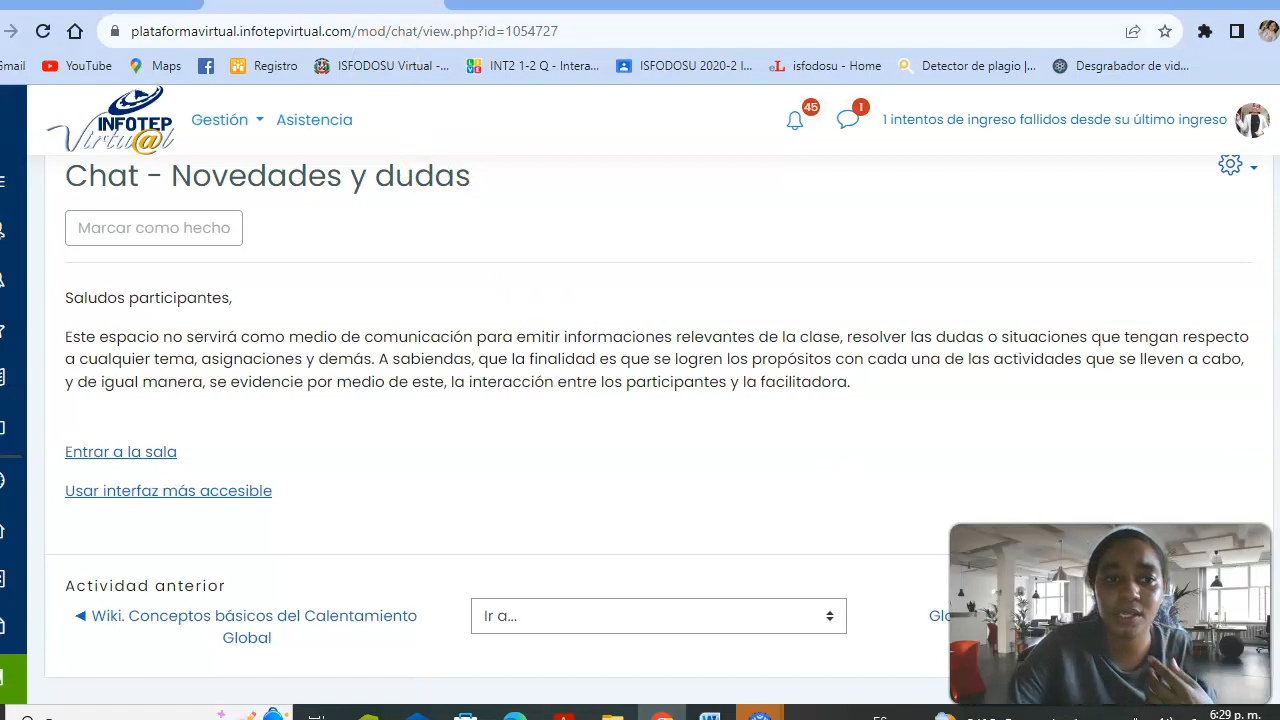 plataformavirtual.infotepvirtual.com/mod/chat/view.php?id=1054727
Gmail YouTube Maps Registro ISFODOSU Virtual -... INT2 1-2 Q - Intera... ISFODOSU 2020-2 I... isfodosu - Home Detector de plagio |... Desgrabador de vid...
INFOTEP
Virtu@l
Gestión Asistencia 45 1 1 intentos de ingreso fallidos desde su último ingreso
Chat - Novedades y dudas
Marcar como hecho
Saludos participantes,
Este espacio no servirá como medio de comunicación para emitir informaciones relevantes de la clase, resolver las dudas o situaciones que tengan respecto
a cualquier tema, asignaciones y demás. A sabiendas, que la finalidad es que se logren los propósitos con cada una de las actividades que se lleven a cabo,
y de igual manera, se evidencie por medio de este, la interacción entre los participantes y la facilitadora.
Entrar a la sala
Usar interfaz más accesible
Actividad anterior
◄ Wiki. Conceptos básicos del Calentamiento
Global
Ir a...
6:29 p. m.